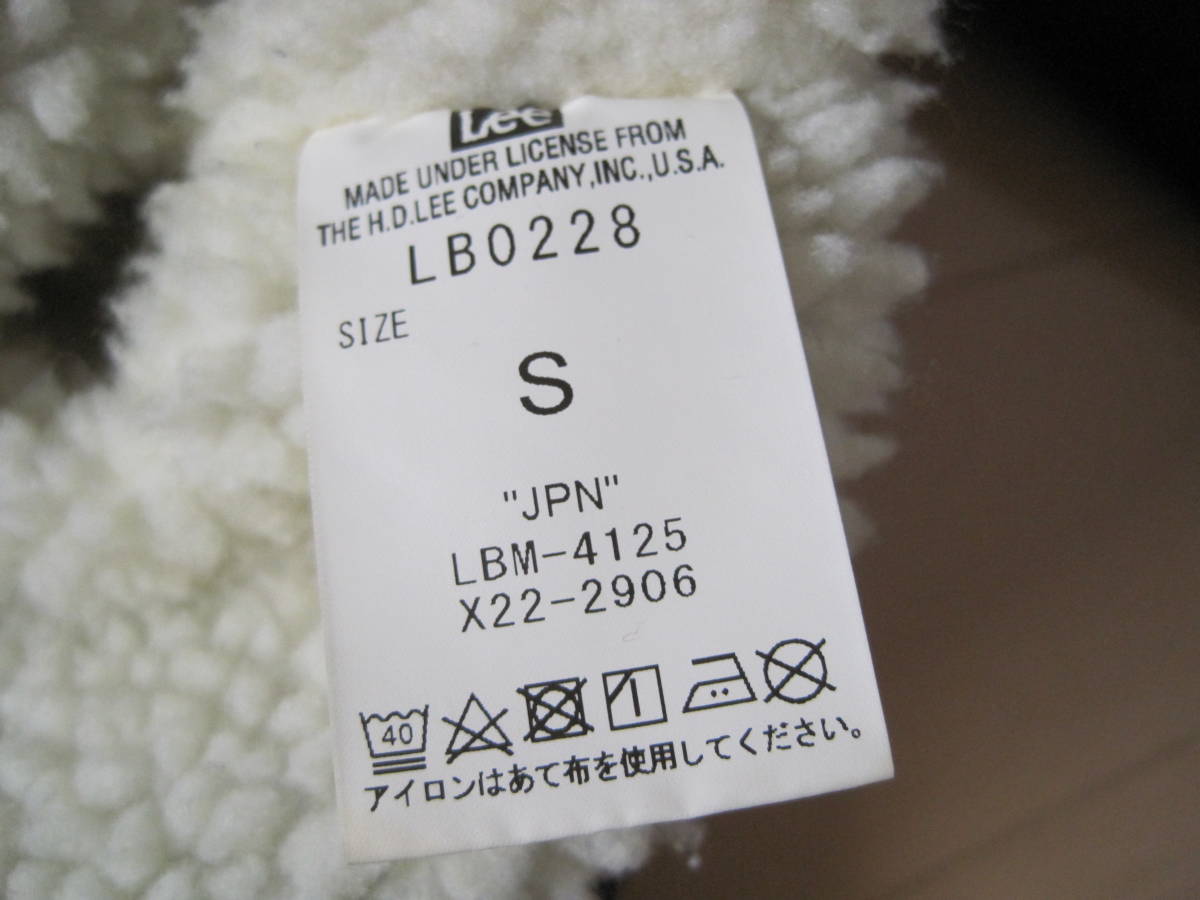 Lee
MADE UNDER LICENSE FROM
THE H.D.LEE COMPANY,INC.,U.S.A.
LB0228
SIZE
S
"JPN"
LBM-4125
X22-2906
40
アイロンはあて布を使用してください。